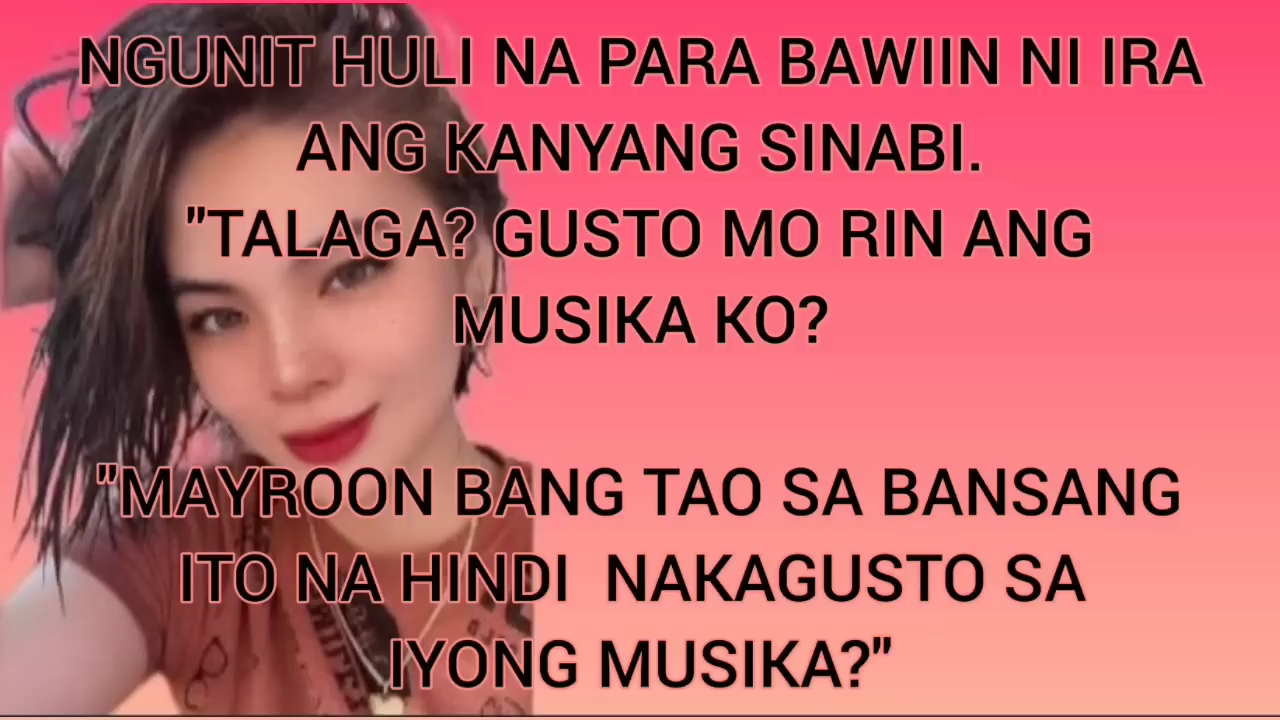 NGUNIT HULI NA PARA BAWIIN NI IRA
ANG KANYANG SINABI.
"TALAGA? GUSTO MO RIN ANG
MUSIKA KO?
"MAYROON BANG TAO SA BANSANG
ITO NA HINDI  NAKAGUSTO SA
IYONG MUSIKA?”